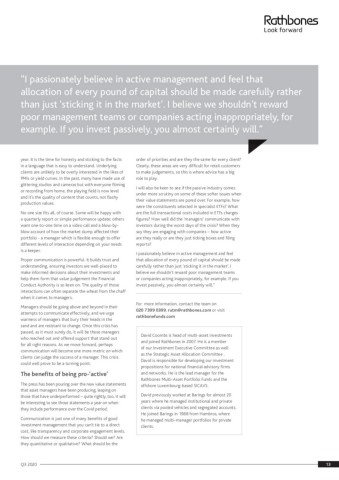 Rathbones
Look forward
“I passionately believe in active management and feel that
allocation of every pound of capital should be made carefully rather
than just ‘sticking it in the market’. I believe we shouldn’t reward
poor management teams or companies acting inappropriately, for
example. If you invest passively, you almost certainly will.”
year. It is the time for honesty and sticking to the facts
in a language that is easy to understand. Underlying
clients are unlikely to be overly interested in the likes of
PMIs or yield curves. In the past, many have made use of
glittering studios and cameras but with everyone filming
or recording from home, the playing field is now level
and it’s the quality of content that counts, not flashy
production values.
No one size fits all, of course. Some will be happy with
a quarterly report or simple performance update; others
want one-to-one time on a video call and a blow-by-
blow account of how the market slump affected their
portfolio – a manager which is flexible enough to offer
different levels of interaction depending on your needs
is a keeper.
Proper communication is powerful. It builds trust and
understanding, ensuring investors are well-placed to
make informed decisions about their investments and
help them form that value judgement the Financial
Conduct Authority is so keen on. The quality of these
interactions can often separate the wheat from the chaff
when it comes to managers.
Managers should be going above and beyond in their
attempts to communicate effectively, and we urge
wariness of managers that bury their heads in the
sand and are resistant to change. Once this crisis has
passed, as it must surely do, it will be those managers
who reached out and offered support that stand out
for all right reasons. As we move forward, perhaps
communication will become one more metric on which
clients can judge the success of a manager. This crisis
could well prove to be a turning point.
The benefits of being pro-‘active’
The press has been pouring over the new value statements
that asset managers have been producing, leaping on
those that have underperformed – quite rightly, too. It will
be interesting to see those statements a year on when
they include performance over the Covid period.
Communication is just one of many benefits of good
investment management that you can’t tie to a direct
cost, like transparency and corporate engagement levels.
How should we measure these criteria? Should we? Are
they quantitative or qualitative? What should be the
order of priorities and are they the same for every client?
Clearly, these areas are very difficult for retail customers
to make judgements, so this is where advice has a big
role to play.
I will also be keen to see if the passive industry comes
under more scrutiny on some of these softer issues when
their value statements are pored over. For example, how
were the constituents selected in specialist ETFs? What
are the full transactional costs included in ETFs charges
figures? How well did the ‘managers’ communicate with
investors during the worst days of the crisis? When they
say they are engaging with companies – how active
are they really or are they just ticking boxes and filing
reports?
I passionately believe in active management and feel
that allocation of every pound of capital should be made
carefully rather than just ‘sticking it in the market’. I
believe we shouldn’t reward poor management teams
or companies acting inappropriately, for example. If you
invest passively, you almost certainly will.”
For more information, contact the team on
020 7399 0399, rutm@rathbones.com or visit
rathbonefunds.com
David Coombs is head of multi-asset investments
and joined Rathbones in 2007. He is a member
of our Investment Executive Committee as well
as the Strategic Asset Allocation Committee.
David is responsible for developing our investment
propositions for national financial advisory firms
and networks. He is the lead manager for the
Rathbone Multi-Asset Portfolio Funds and the
offshore Luxembourg-based SICAVs.
David previously worked at Barings for almost 20
years where he managed institutional and private
clients via pooled vehicles and segregated accounts.
He joined Barings in 1988 from Hambros, where
he managed multi-manager portfolios for private
clients.
Q3 2020
13